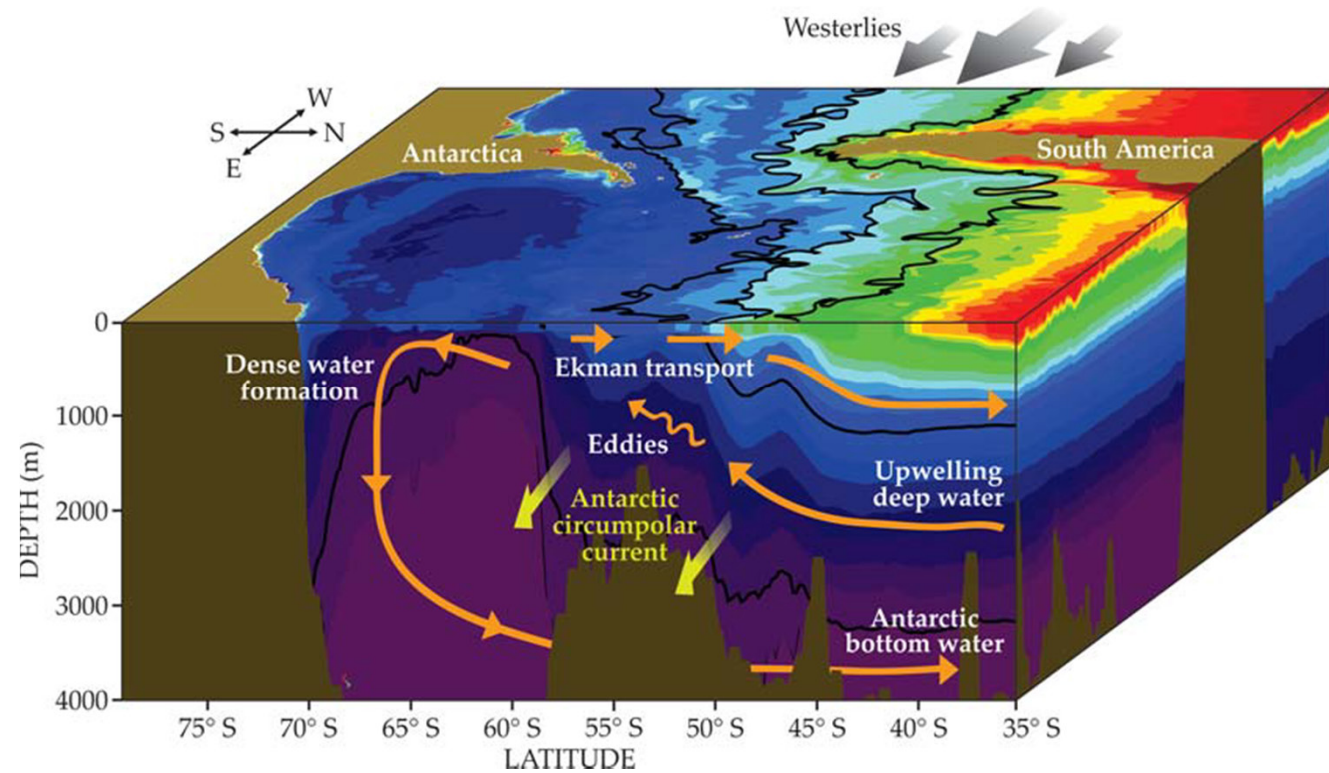 Westerlies
W
S N
E
Antarctica
South America
0
1000
2000
3000
4000
DEPTH (m)
Dense water
formation
Ekman transport
Eddies
Antarctic
circumpolar
current
Upwelling
deep water
Antarctic
bottom water
75° S 70° S 65° S 60° S 55° S 50° S 45° S 40° S 35° S
LATITUDE